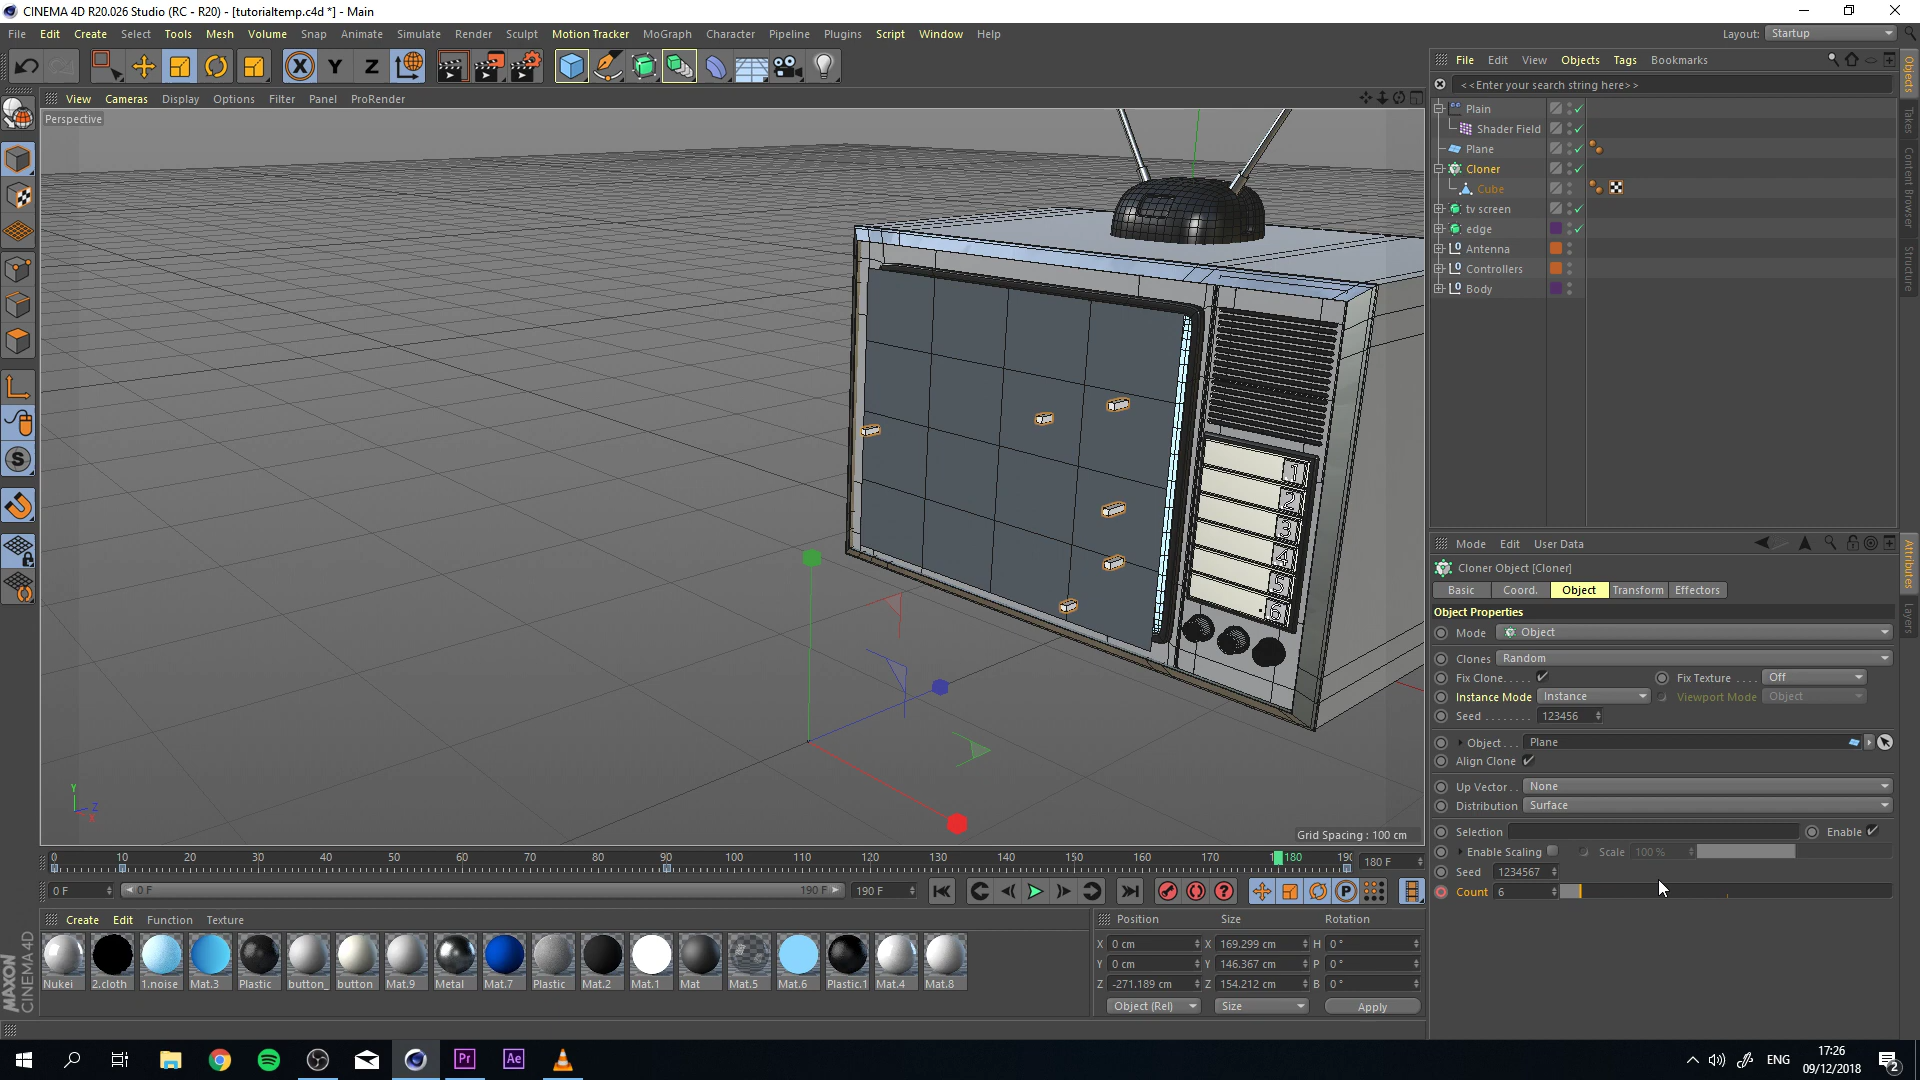 CINEMA 4D R20.026 Studio (RC - R20) - [tutorialtemp.c4d *] - Main
File Edit Create Select Tools Mesh Volume Snap Animate Simulate Render Sculpt Motion Tracker MoGraph Character Pipeline Plugins Script Window Help
Layout: Startup
X Y Z
View Cameras Display Options Filter Panel ProRender
Perspective
1
2
3
4
5
6
Y
Z
X
Grid Spacing : 100 cm
0 10 20 30 40 50 60 70 80 90 100 110 120 130 140 150 160 170 180 190 180 F
0 F 0 F 190 F 190 F
Create Edit Function Texture
Nukei 2.cloth 1.noise Mat.3 Plastic button_ button Mat.9 Metal Mat.7 Plastic Mat.2 Mat.1 Mat Mat.5 Mat.6 Plastic.1 Mat.4 Mat.8
MAXON
CINEMA 4D
Position Size Rotation
X 0 cm X 169.299 cm H 0 °
Y 0 cm Y 146.367 cm P 0 °
Z -271.189 cm Z 154.212 cm B 0 °
Object (Rel) Size Apply
File Edit View Objects Tags Bookmarks
<<Enter your search string here>>
Plain
Shader Field
Plane
Cloner
Cube
tv screen
edge
Antenna
Controllers
Body
Objects
Takes
Content Browser
Structure
Mode Edit User Data
Cloner Object [Cloner]
Basic Coord. Object Transform Effectors
Object Properties
Mode Object
Clones Random
Fix Clone..... Fix Texture .... Off
Instance Mode Instance Viewport Mode Object
Seed ........ 123456
Object . . . Plane
Align Clone
Up Vector . . None
Distribution Surface
Selection Enable
Enable Scaling Scale 100 %
Seed 1234567
Count 6
Attributes
Layers
Pr
Ae
ENG
17:26
09/12/2018
2